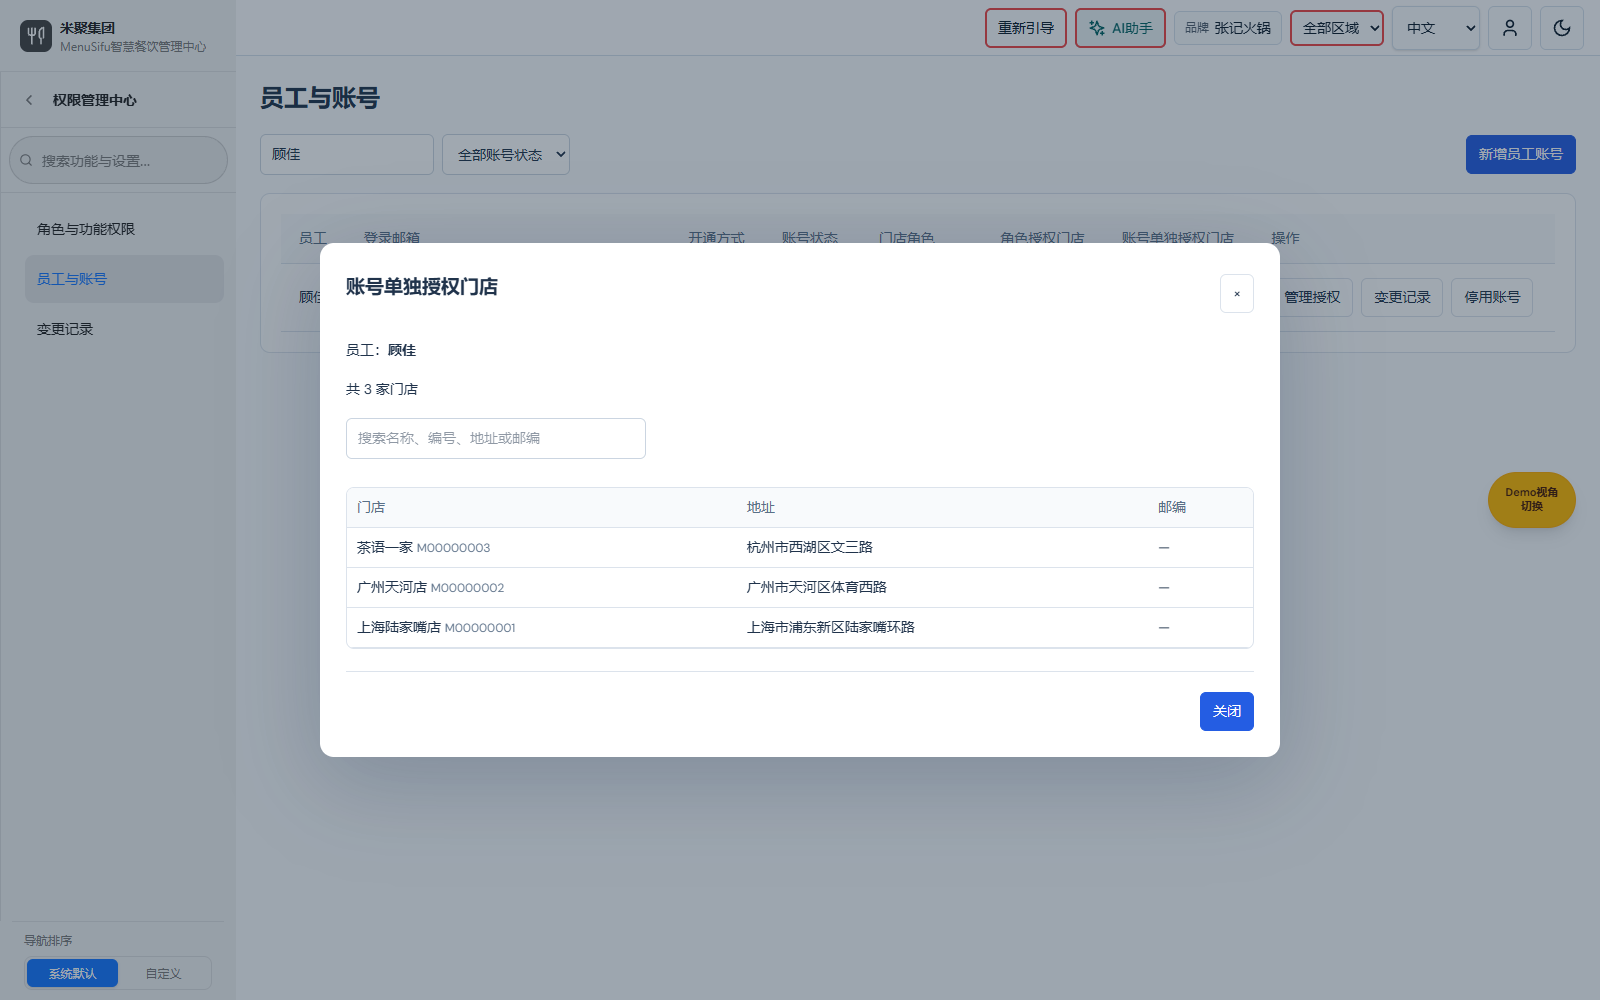 米聚集团
MenuSifu智慧餐饮管理中心
重新引导
AI助手
品牌 张记火锅
全部区域
中文
权限管理中心
搜索功能与设置...
角色与功能权限
员工与账号
变更记录
导航排序
系统默认
自定义
员工与账号
顾佳
全部账号状态
新增员工账号
员工 登录邮箱 开通方式 账号状态 门店角色 角色授权门店 账号单独授权门店 操作
顾佳
管理授权 变更记录 停用账号
账号单独授权门店
×
员工：顾佳
共 3 家门店
搜索名称、编号、地址或邮编
门店 地址 邮编
茶语一家 M00000003 杭州市西湖区文三路 —
广州天河店 M00000002 广州市天河区体育西路 —
上海陆家嘴店 M00000001 上海市浦东新区陆家嘴环路 —
关闭
Demo视角
切换